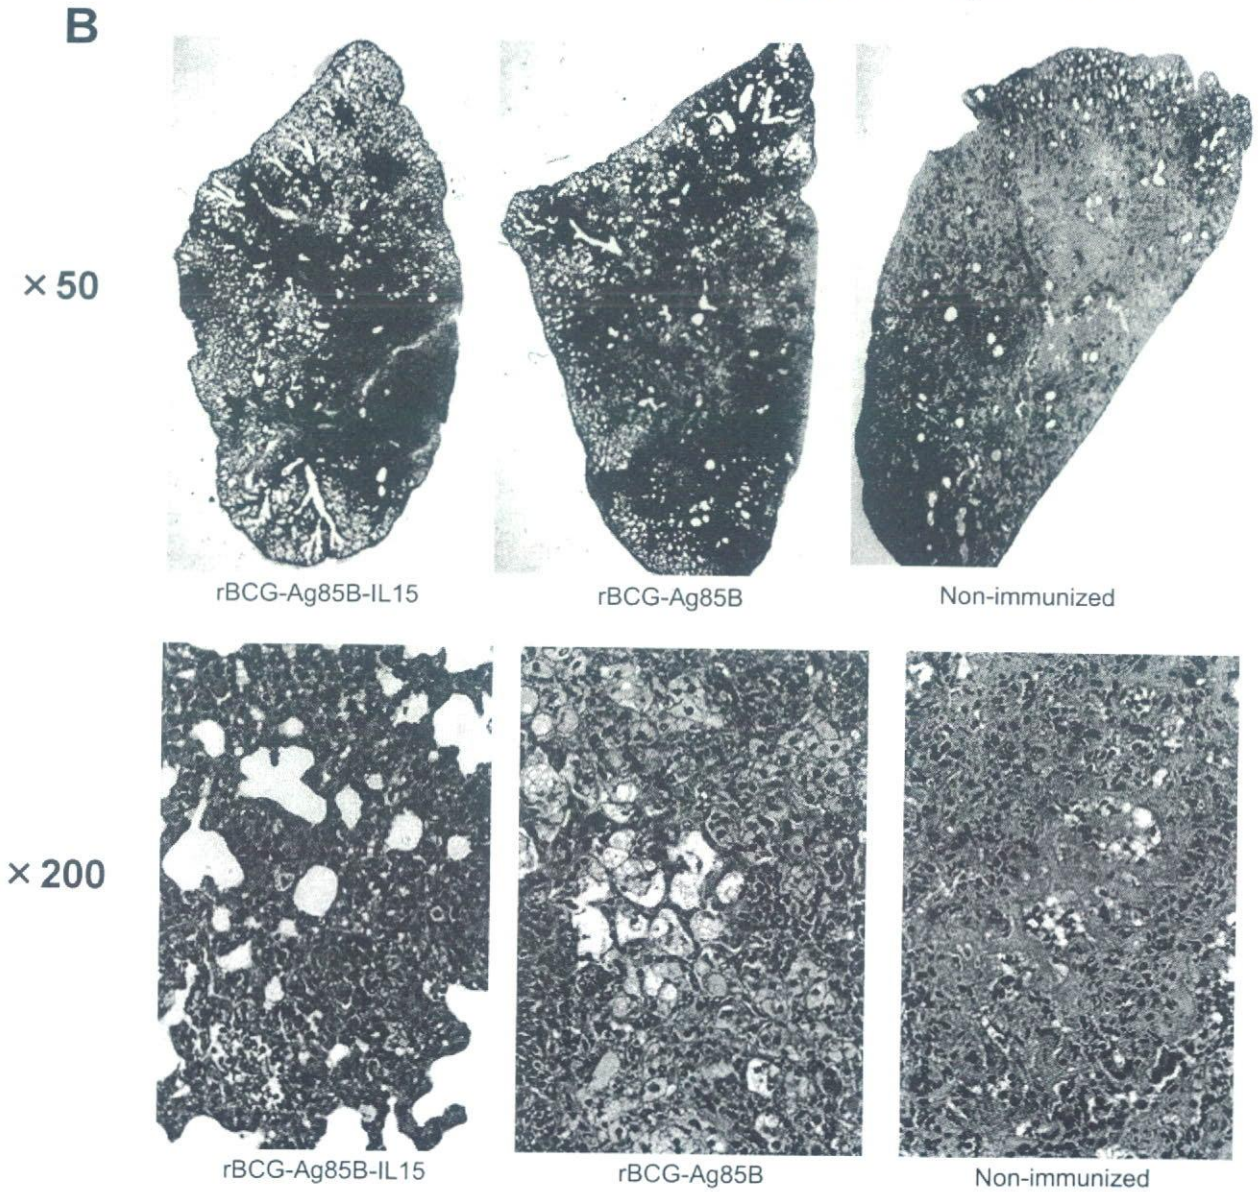 B
× 50
rBCG-Ag85B-IL15
rBCG-Ag85B
Non-immunized
× 200
rBCG-Ag85B-IL15
rBCG-Ag85B
Non-immunized